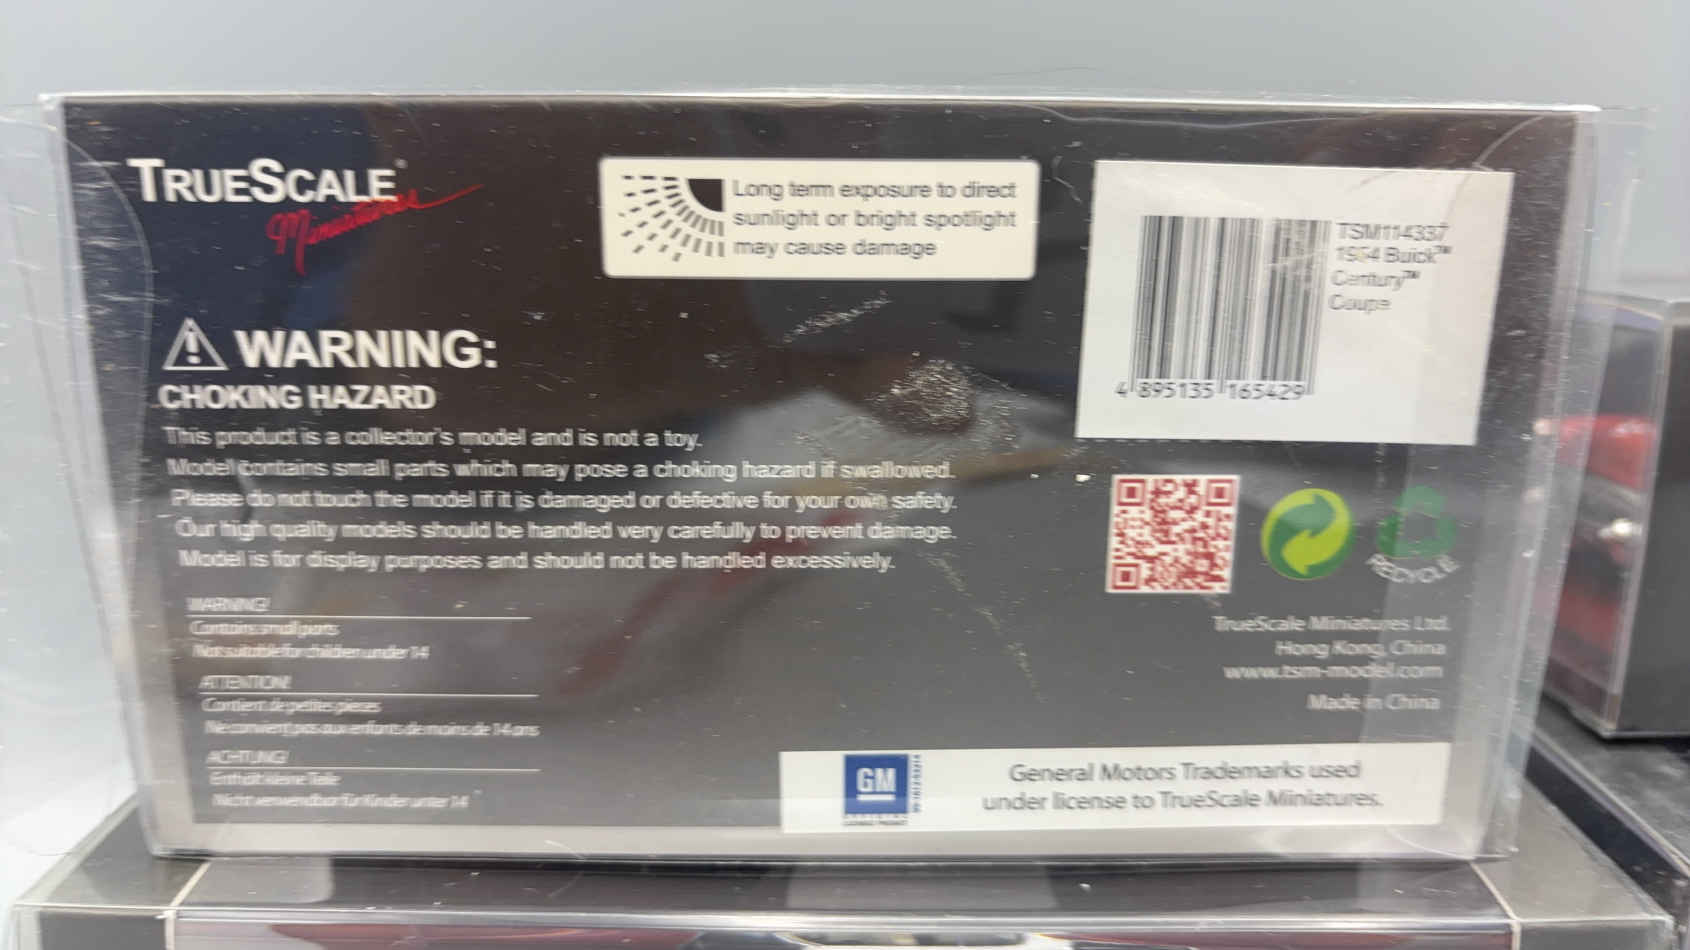 TRUESCALE
Miniatures
Long term exposure to direct
sunlight or bright spotlight
may cause damage
TSM114337
1954 Buick™
Century™
Coupe
4 895135 165429
WARNING:
CHOKING HAZARD
This product is a collector's model and is not a toy.
Model contains small parts which may pose a choking hazard if swallowed.
Please do not touch the model if it is damaged or defective for your own safety.
Our high quality models should be handled very carefully to prevent damage.
Model is for display purposes and should not be handled excessively.
WARNING!
Contains small parts
Not suitable for children under 14
ATTENTION!
Contient de petites pieces
Ne convient pas aux enfants de moins de 14 ans
ACHTUNG!
Enthält kleine Teile
Nicht verwendbar für Kinder unter 14
RECYCLE
TrueScale Miniatures Ltd.
Hong Kong, China
www.tsm-model.com
Made in China
GM
General Motors Trademarks used
under license to TrueScale Miniatures.